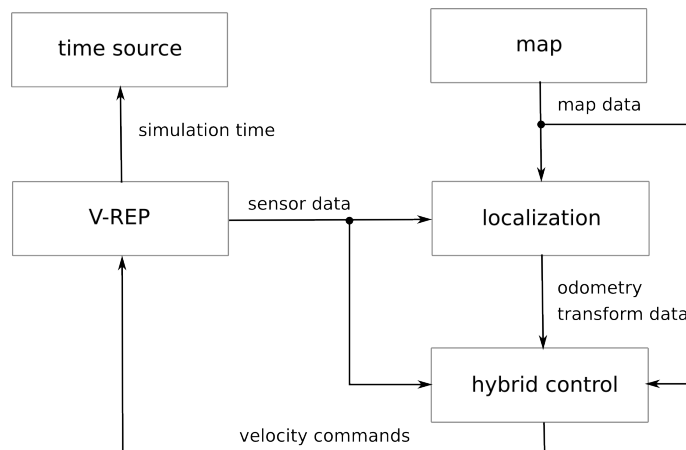 time source
map
map data
simulation time
sensor data
V-REP
localization
odometry
transform data
hybrid control
velocity commands